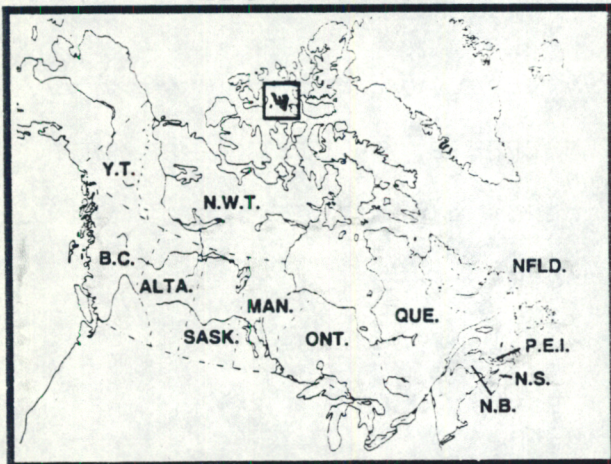 Y.T.
N.W.T.
B.C.
NFLD.
ALTA.
MAN.
QUE.
SASK.
ONT.
P.E.I.
N.S.
N.B.